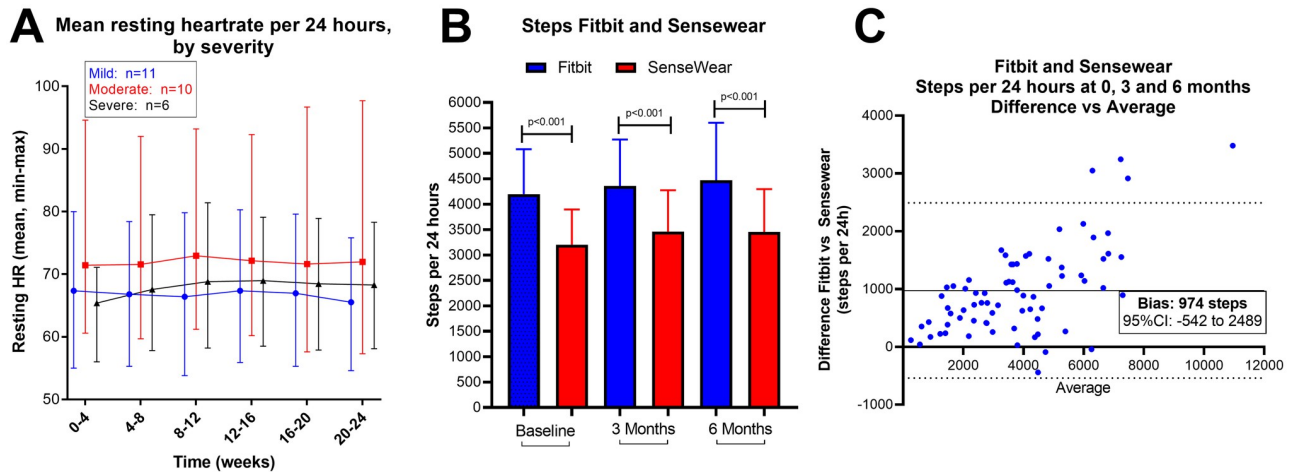 A
Mean resting heartrate per 24 hours,
by severity
Mild: n=11
Moderate: n=10
Severe: n=6
Resting HR (mean, min-max)
100
90
80
70
60
50
0-4
4-8
8-12
12-16
16-20
20-24
Time (weeks)
B
Steps Fitbit and Sensewear
Fitbit
SenseWear
Steps per 24 hours
6000
5500
5000
4500
4000
3500
3000
2500
2000
1500
1000
500
0
p<0.001
p<0.001
p<0.001
Baseline
3 Months
6 Months
C
Fitbit and Sensewear
Steps per 24 hours at 0, 3 and 6 months
Difference vs Average
Difference Fitbit vs Sensewear
(steps per 24h)
4000
3000
2000
1000
0
-1000
2000
4000
6000
8000
10000
12000
Average
Bias: 974 steps
95%CI: -542 to 2489